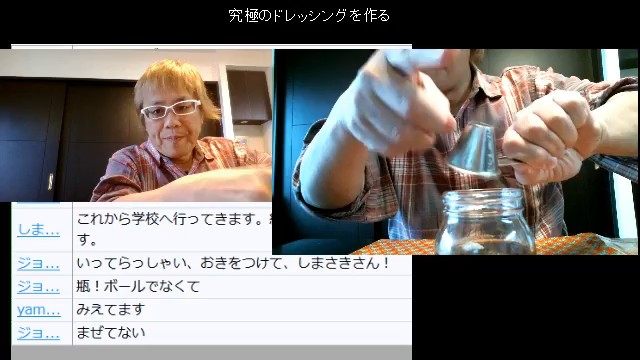 究極のドレッシングを作る
しま...
これから学校へ行ってきます。
す。
ジョ...
いってらっしゃい、おきをつけて、しまさきさん！
ジョ...
瓶！ボールでなくて
yam...
みえてます
ジョ...
まぜてない